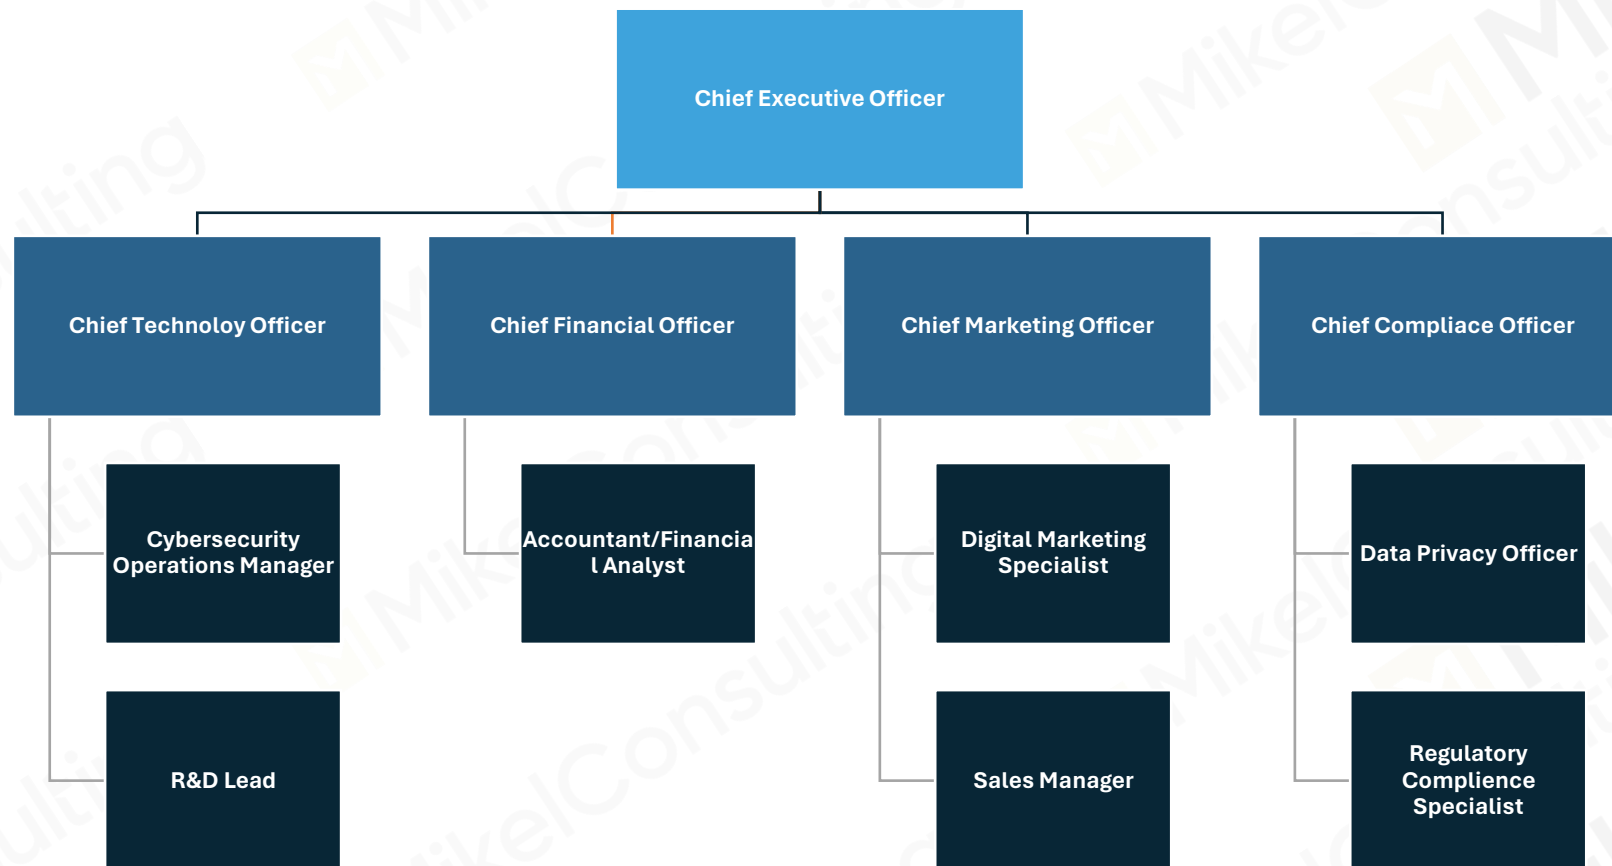 Chief Executive Officer
Chief Technoloy Officer
Chief Financial Officer
Chief Marketing Officer
Chief Compliace Officer
Cybersecurity
Operations Manager
Accountant/Financia
l Analyst
Digital Marketing
Specialist
Data Privacy Officer
R&D Lead
Sales Manager
Regulatory
Complience
Specialist
MikelConsulting